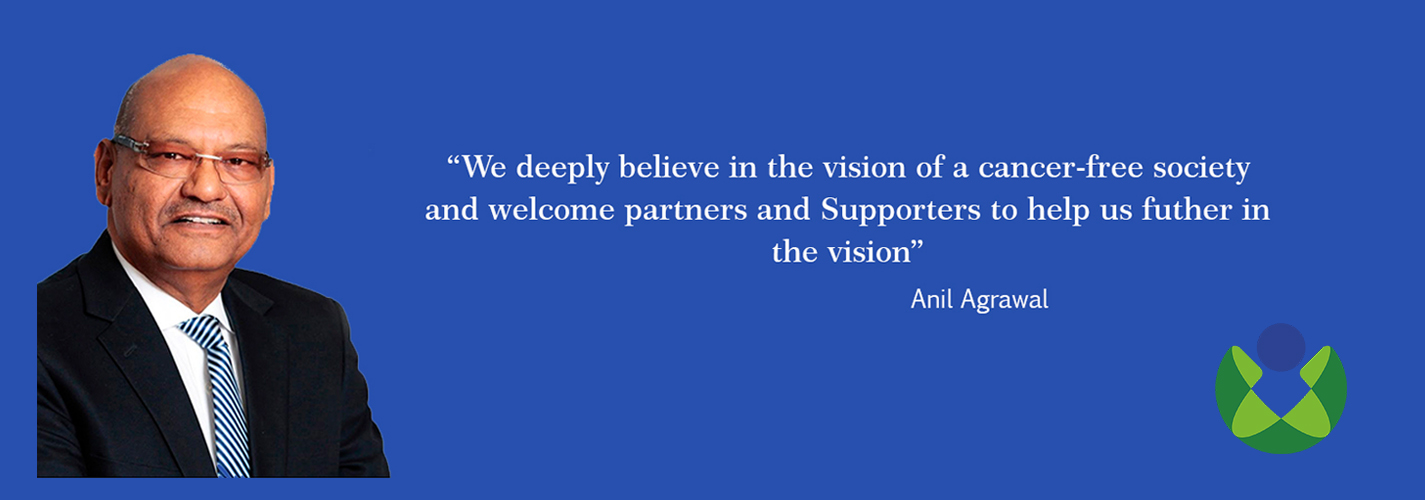 “We deeply believe in the vision of a cancer-free society
and welcome partners and Supporters to help us futher in
the vision”
Anil Agrawal